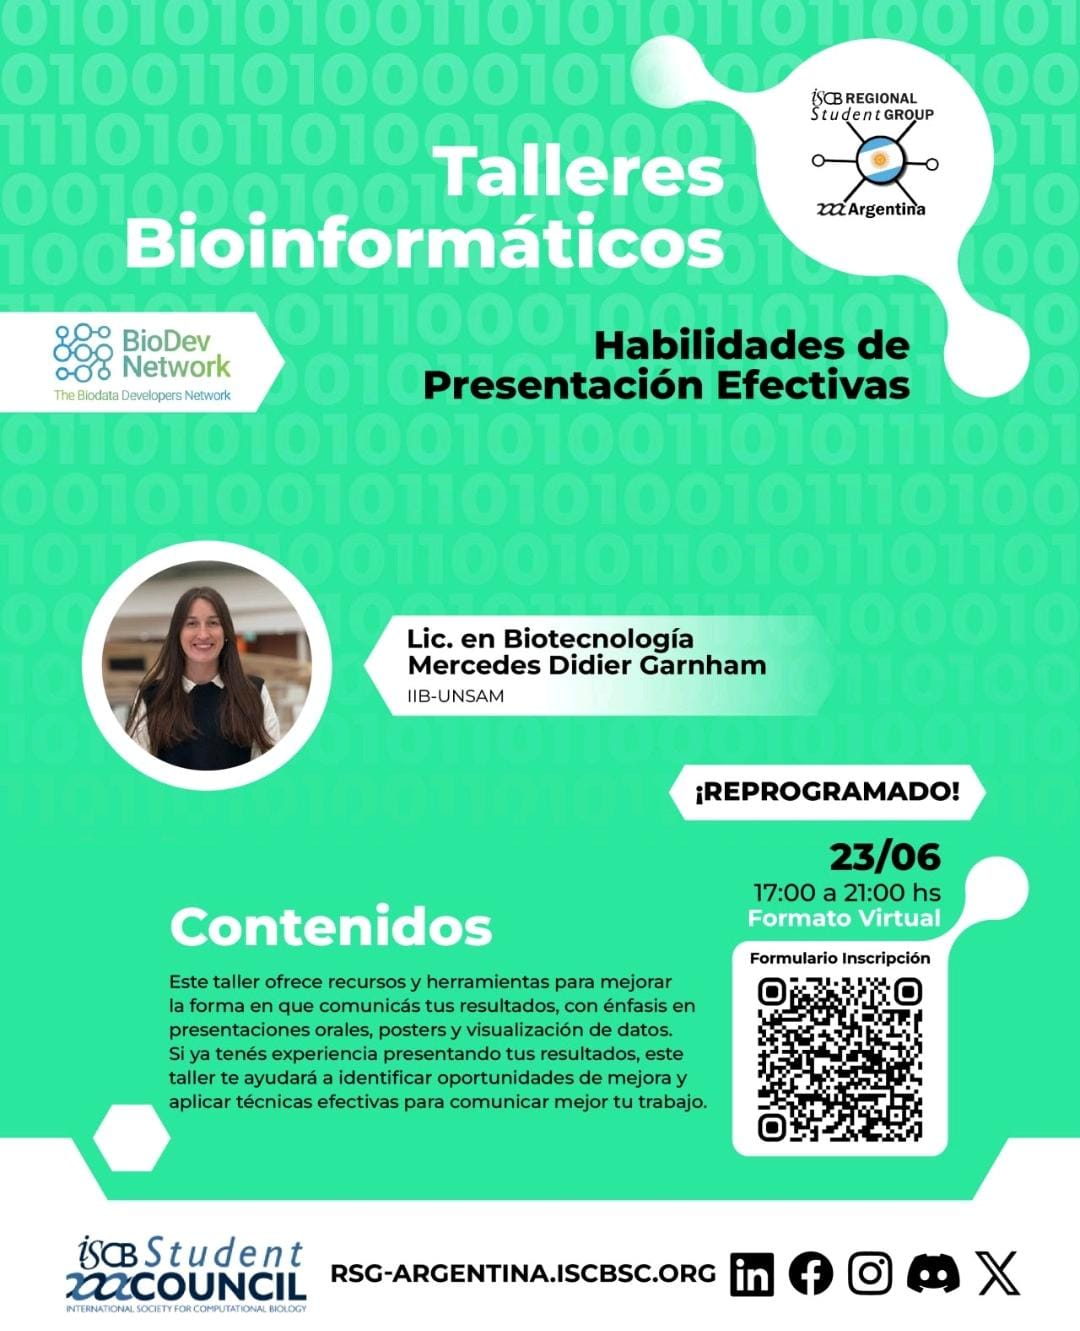 iSCB REGIONAL
Student GROUP
Argentina
Talleres
Bioinformáticos
BioDev
Network
The Biodata Developers Network
Habilidades de
Presentación Efectivas
Lic. en Biotecnología
Mercedes Didier Garnham
IIB-UNSAM
¡REPROGRAMADO!
23/06
17:00 a 21:00 hs
Formato Virtual
Formulario Inscripción
Contenidos
Este taller ofrece recursos y herramientas para mejorar
la forma en que comunicás tus resultados, con énfasis en
presentaciones orales, posters y visualización de datos.
Si ya tenés experiencia presentando tus resultados, este
taller te ayudará a identificar oportunidades de mejora y
aplicar técnicas efectivas para comunicar mejor tu trabajo.
iSCB Student
COUNCIL
INTERNATIONAL SOCIETY FOR COMPUTATIONAL BIOLOGY
RSG-ARGENTINA.ISCBSC.ORG